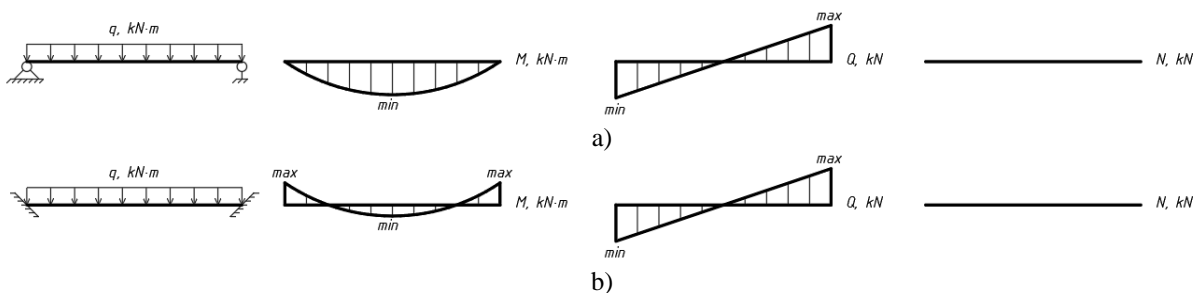 q, kN·m
max
M, kN·m
Q, kN
N, kN
min
min
a)
q, kN·m
max
max
max
M, kN·m
Q, kN
N, kN
min
min
b)